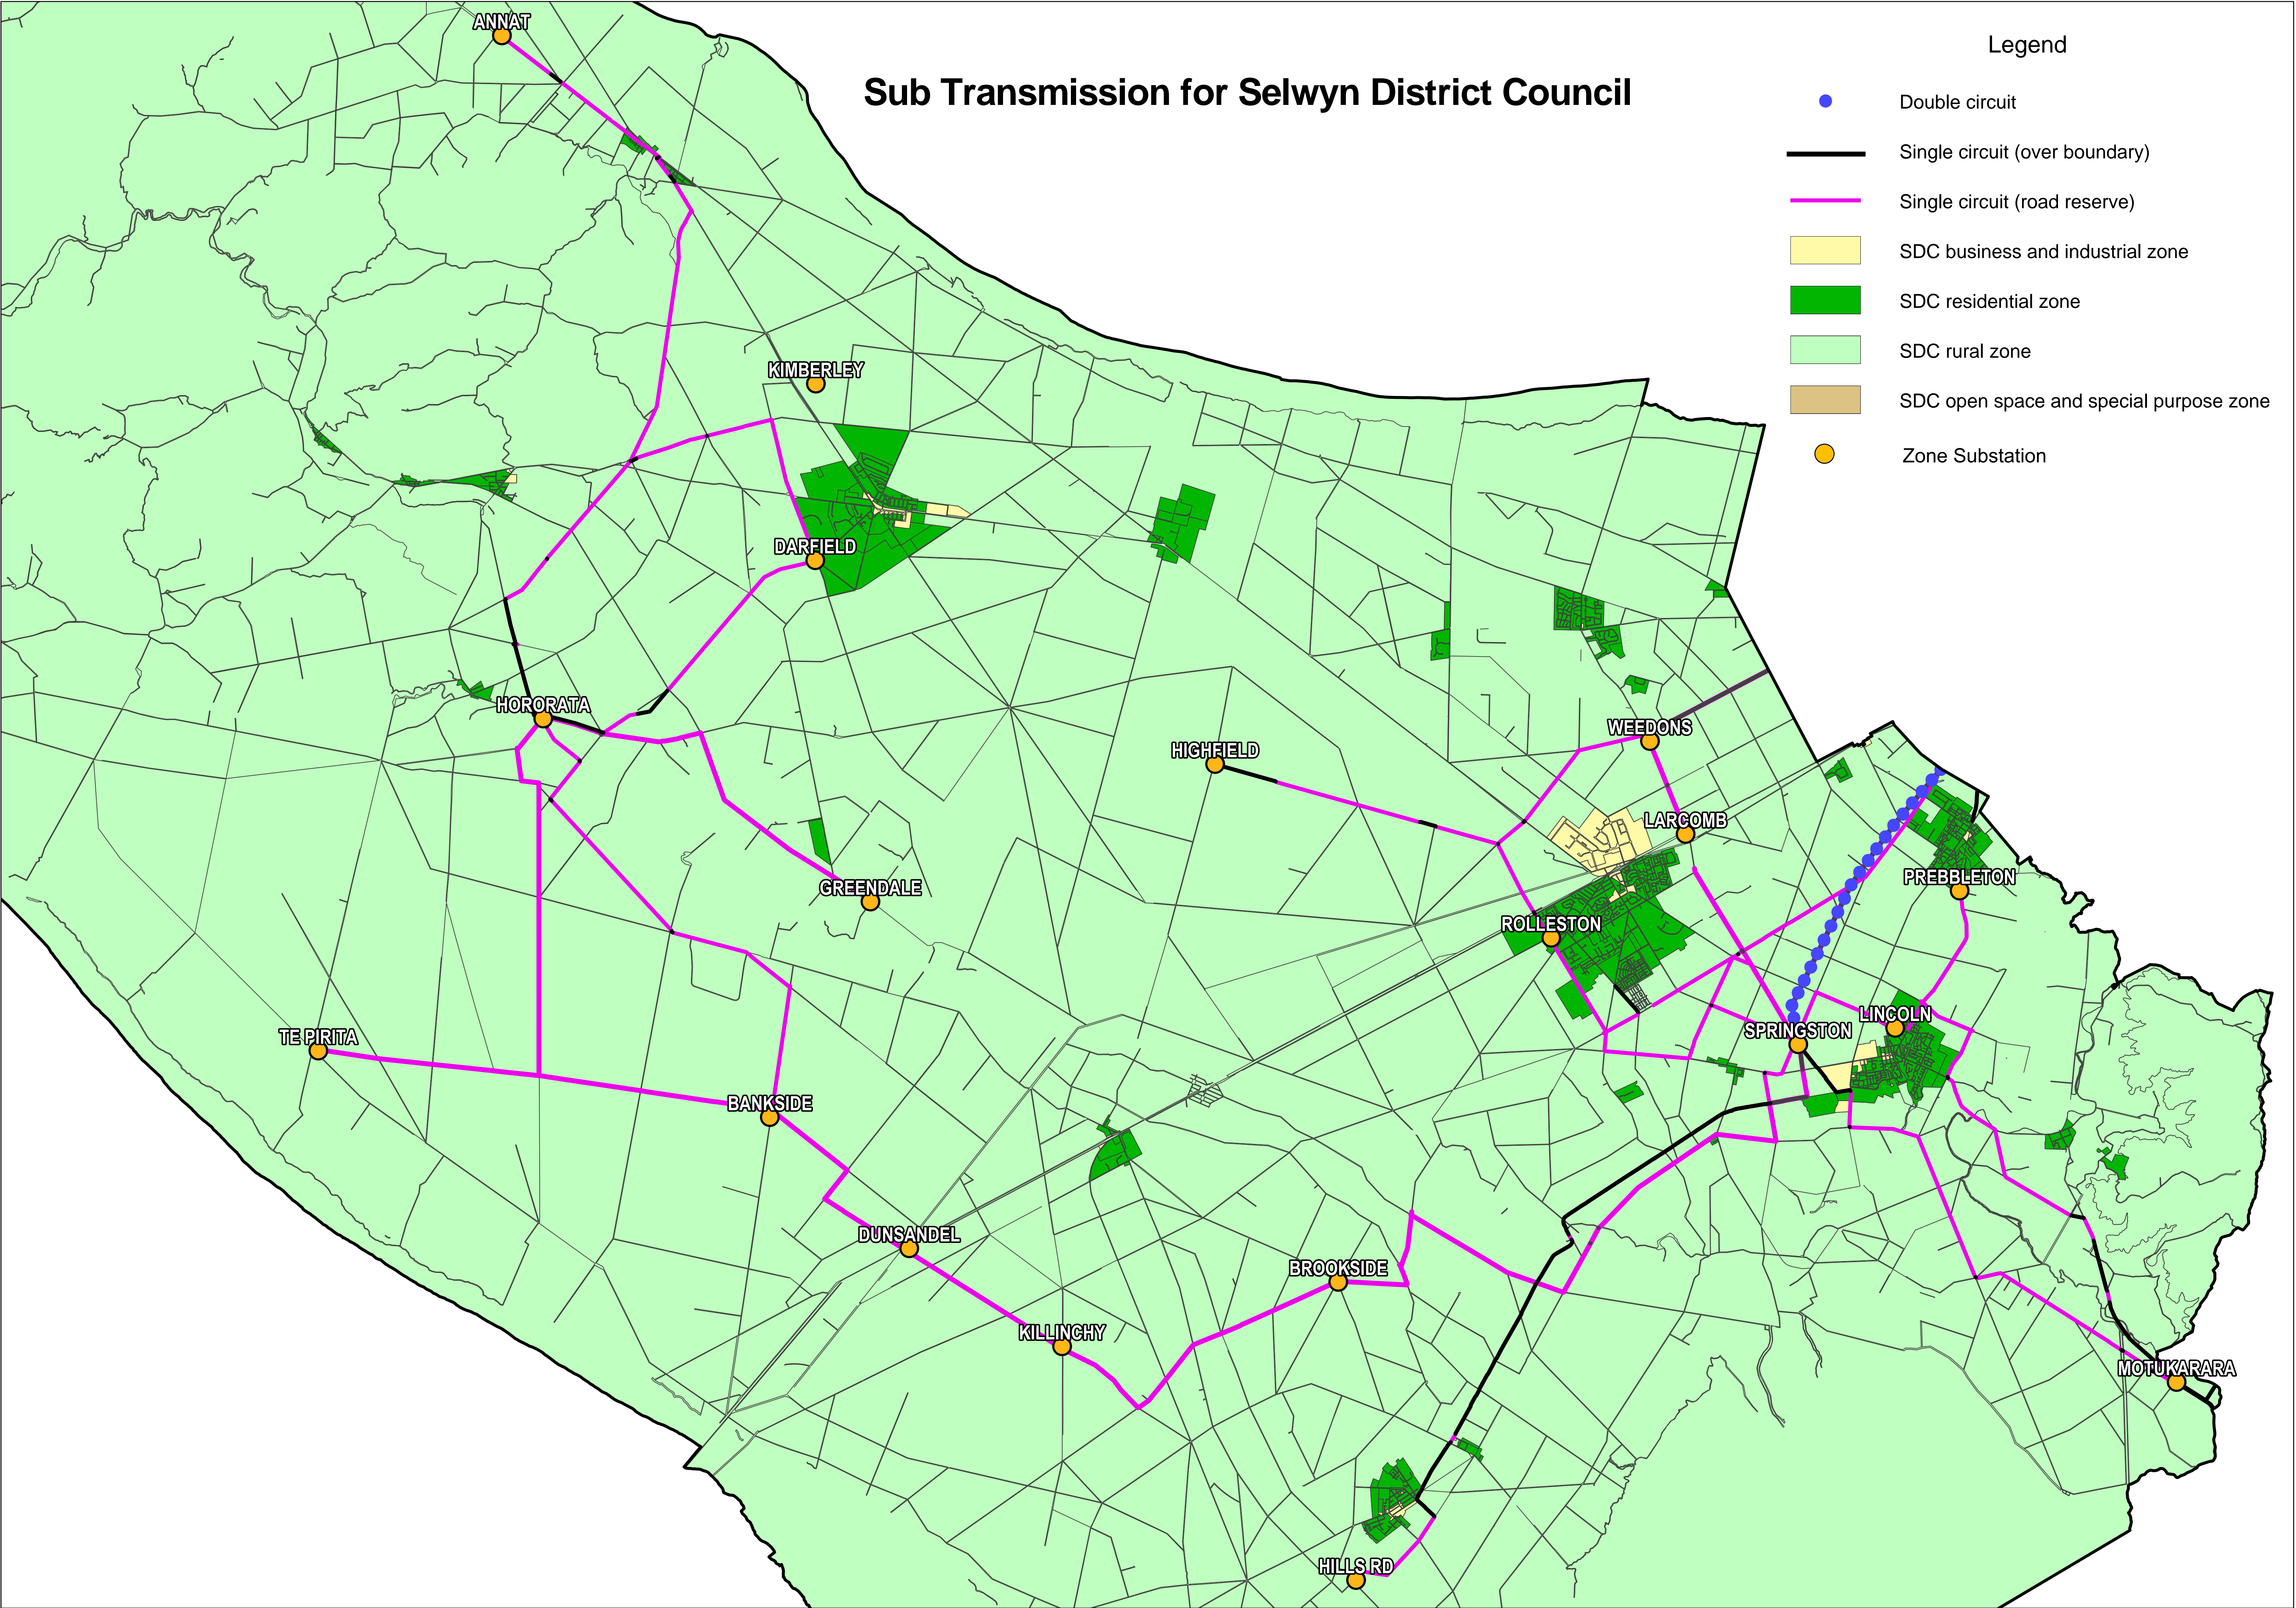 Sub Transmission for Selwyn District Council
Legend
Double circuit
Single circuit (over boundary)
Single circuit (road reserve)
SDC business and industrial zone
SDC residential zone
SDC rural zone
SDC open space and special purpose zone
Zone Substation
ANNAT
KIMBERLEY
DARFIELD
HORORATA
WEEDONS
HIGHFIELD
LARCOMB
PREBBLETON
GREENDALE
ROLLESTON
LINCOLN
SPRINGSTON
TE PIRITA
BANKSIDE
DUNSANDEL
BROOKSIDE
KILLINCHY
MOTUKARARA
HILLS RD